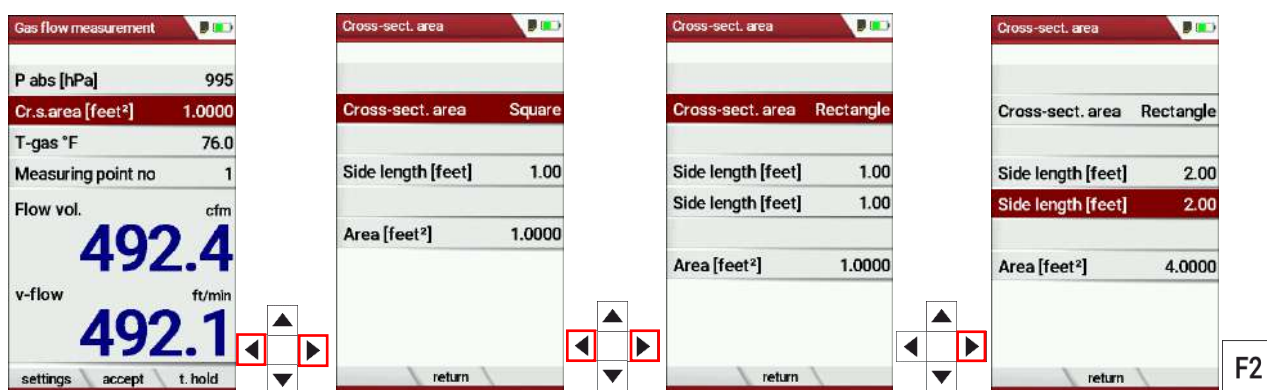 Gas flow measurement
P abs [hPa] 995
Cr.s.area [feet²] 1.0000
T-gas °F 76.0
Measuring point no 1
Flow vol. cfm
492.4
v-flow ft/min
492.1
settings accept t. hold
Cross-sect. area
Cross-sect. area Square
Side length [feet] 1.00
Area [feet²] 1.0000
return
Cross-sect. area
Cross-sect. area Rectangle
Side length [feet] 1.00
Side length [feet] 1.00
Area [feet²] 1.0000
return
Cross-sect. area
Cross-sect. area Rectangle
Side length [feet] 2.00
Side length [feet] 2.00
Area [feet²] 4.0000
return
F2